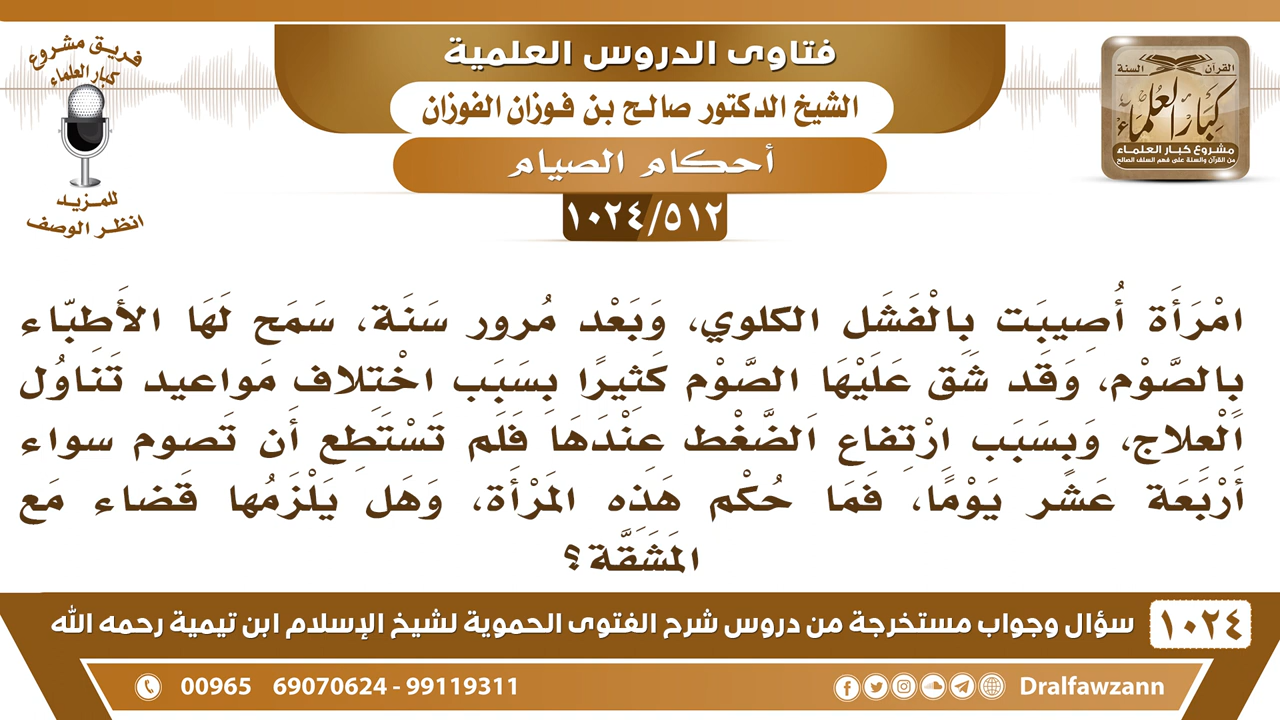 فتاوى الدروس العلمية
الشيخ الدكتور صالح بن فوزان الفوزان
أحكام الصيام
١٠٢٤/٥١٢
فريق مشروع
كبار العلماء
للمزيد
انظر الوصف
القرآن السنة
كبار العلماء
مشروع كبار العلماء
من القرآن والسنة على فهم السلف الصالح
امْرَأَة أُصِيبَت بِالْفَشَل الكلوي، وَبَعْد مُرور سَنَة، سَمَح لَهَا الأَطبّاء
بِالصَّوْم، وَقَد شَق عَلَيْهَا الصَّوْم كَثيرًا بِسَبَب اخْتِلاف مَواعيد تَنَاوُل
الَعلاج، وَبِسَبَب ارْتِفاع الضَّغْط عَنْدَهَا فَلَم تَسْتَطِع أَن تَصوم سواء
أَرْبَعَة عَشَر يَوْمًا، فَمَا حُكْم هَذه المَرْأة، وَهَل يَلْزَمُها قَضاء مَع
المَشَقَّة؟
١٠٢٤ سؤال وجواب مستخرجة من دروس شرح الفتوى الحموية لشيخ الإسلام ابن تيمية رحمه الله
00965 69070624 - 99119311
Dralfawzann